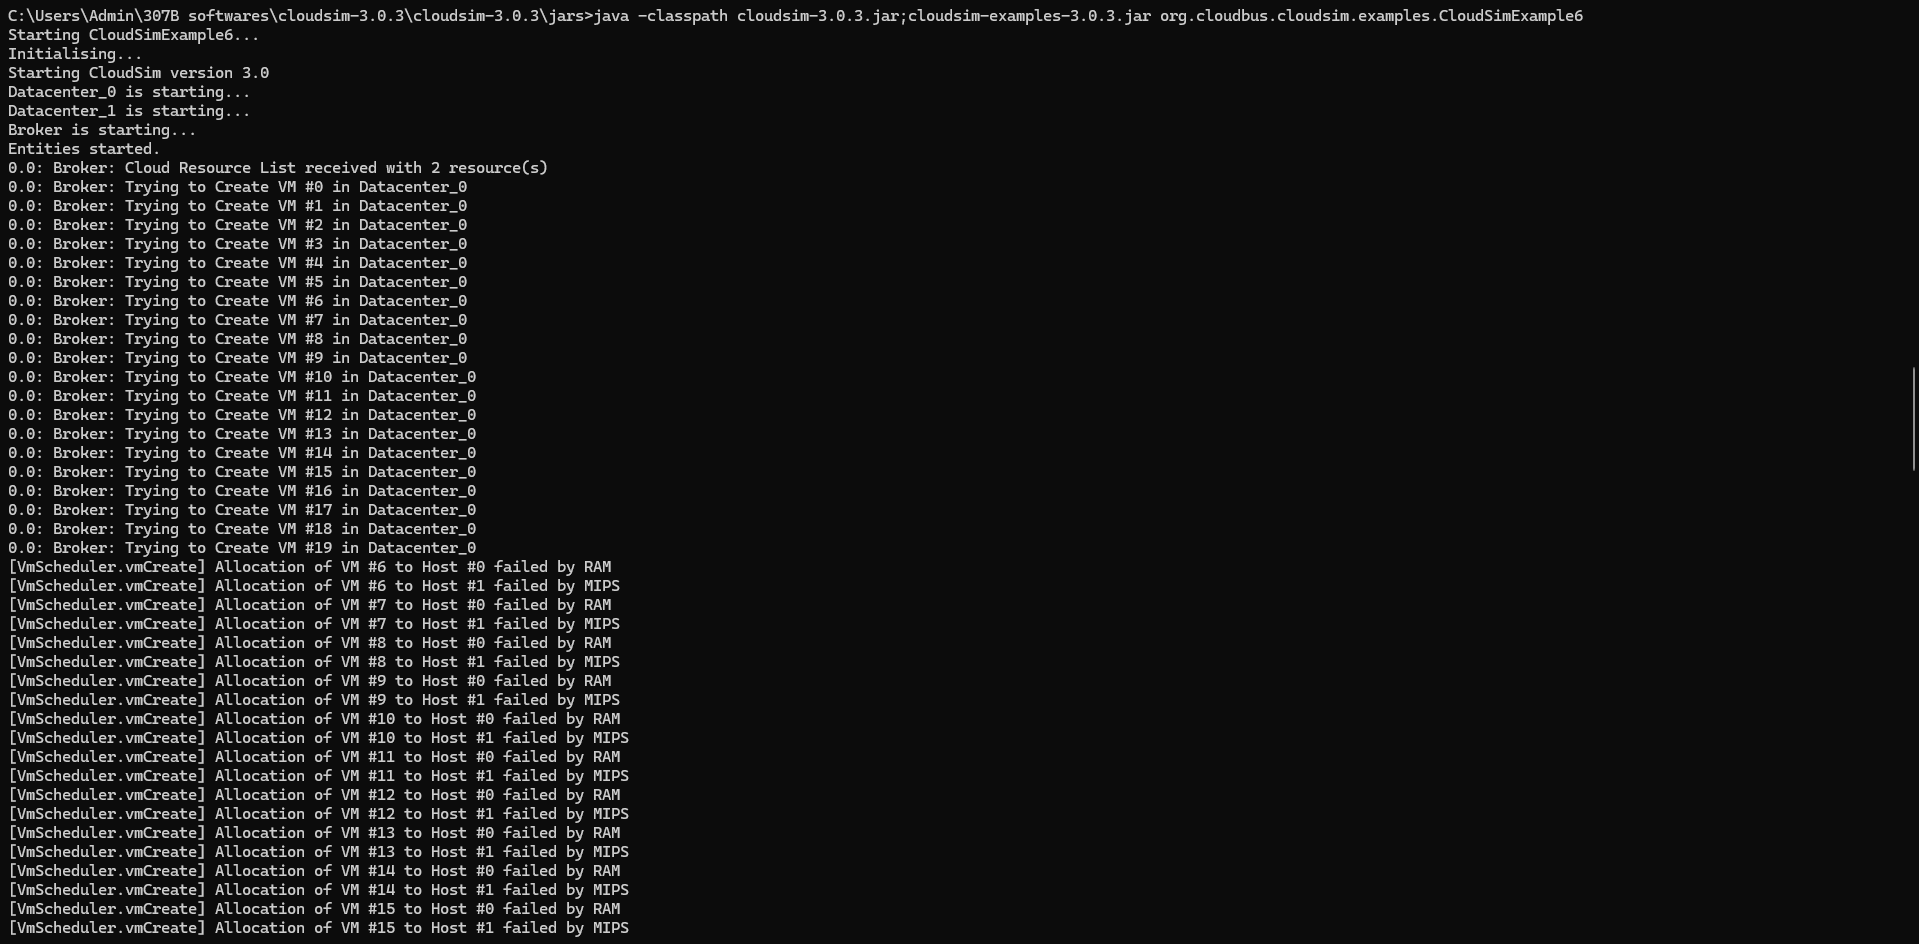 C:\Users\Admin\307B softwares\cloudsim-3.0.3\cloudsim-3.0.3\jars>java -classpath cloudsim-3.0.3.jar;cloudsim-examples-3.0.3.jar org.cloudbus.cloudsim.examples.CloudSimExample6
Starting CloudSimExample6...
Initialising...
Starting CloudSim version 3.0
Datacenter_0 is starting...
Datacenter_1 is starting...
Broker is starting...
Entities started.
0.0: Broker: Cloud Resource List received with 2 resource(s)
0.0: Broker: Trying to Create VM #0 in Datacenter_0
0.0: Broker: Trying to Create VM #1 in Datacenter_0
0.0: Broker: Trying to Create VM #2 in Datacenter_0
0.0: Broker: Trying to Create VM #3 in Datacenter_0
0.0: Broker: Trying to Create VM #4 in Datacenter_0
0.0: Broker: Trying to Create VM #5 in Datacenter_0
0.0: Broker: Trying to Create VM #6 in Datacenter_0
0.0: Broker: Trying to Create VM #7 in Datacenter_0
0.0: Broker: Trying to Create VM #8 in Datacenter_0
0.0: Broker: Trying to Create VM #9 in Datacenter_0
0.0: Broker: Trying to Create VM #10 in Datacenter_0
0.0: Broker: Trying to Create VM #11 in Datacenter_0
0.0: Broker: Trying to Create VM #12 in Datacenter_0
0.0: Broker: Trying to Create VM #13 in Datacenter_0
0.0: Broker: Trying to Create VM #14 in Datacenter_0
0.0: Broker: Trying to Create VM #15 in Datacenter_0
0.0: Broker: Trying to Create VM #16 in Datacenter_0
0.0: Broker: Trying to Create VM #17 in Datacenter_0
0.0: Broker: Trying to Create VM #18 in Datacenter_0
0.0: Broker: Trying to Create VM #19 in Datacenter_0
[VmScheduler.vmCreate] Allocation of VM #6 to Host #0 failed by RAM
[VmScheduler.vmCreate] Allocation of VM #6 to Host #1 failed by MIPS
[VmScheduler.vmCreate] Allocation of VM #7 to Host #0 failed by RAM
[VmScheduler.vmCreate] Allocation of VM #7 to Host #1 failed by MIPS
[VmScheduler.vmCreate] Allocation of VM #8 to Host #0 failed by RAM
[VmScheduler.vmCreate] Allocation of VM #8 to Host #1 failed by MIPS
[VmScheduler.vmCreate] Allocation of VM #9 to Host #0 failed by RAM
[VmScheduler.vmCreate] Allocation of VM #9 to Host #1 failed by MIPS
[VmScheduler.vmCreate] Allocation of VM #10 to Host #0 failed by RAM
[VmScheduler.vmCreate] Allocation of VM #10 to Host #1 failed by MIPS
[VmScheduler.vmCreate] Allocation of VM #11 to Host #0 failed by RAM
[VmScheduler.vmCreate] Allocation of VM #11 to Host #1 failed by MIPS
[VmScheduler.vmCreate] Allocation of VM #12 to Host #0 failed by RAM
[VmScheduler.vmCreate] Allocation of VM #12 to Host #1 failed by MIPS
[VmScheduler.vmCreate] Allocation of VM #13 to Host #0 failed by RAM
[VmScheduler.vmCreate] Allocation of VM #13 to Host #1 failed by MIPS
[VmScheduler.vmCreate] Allocation of VM #14 to Host #0 failed by RAM
[VmScheduler.vmCreate] Allocation of VM #14 to Host #1 failed by MIPS
[VmScheduler.vmCreate] Allocation of VM #15 to Host #0 failed by RAM
[VmScheduler.vmCreate] Allocation of VM #15 to Host #1 failed by MIPS